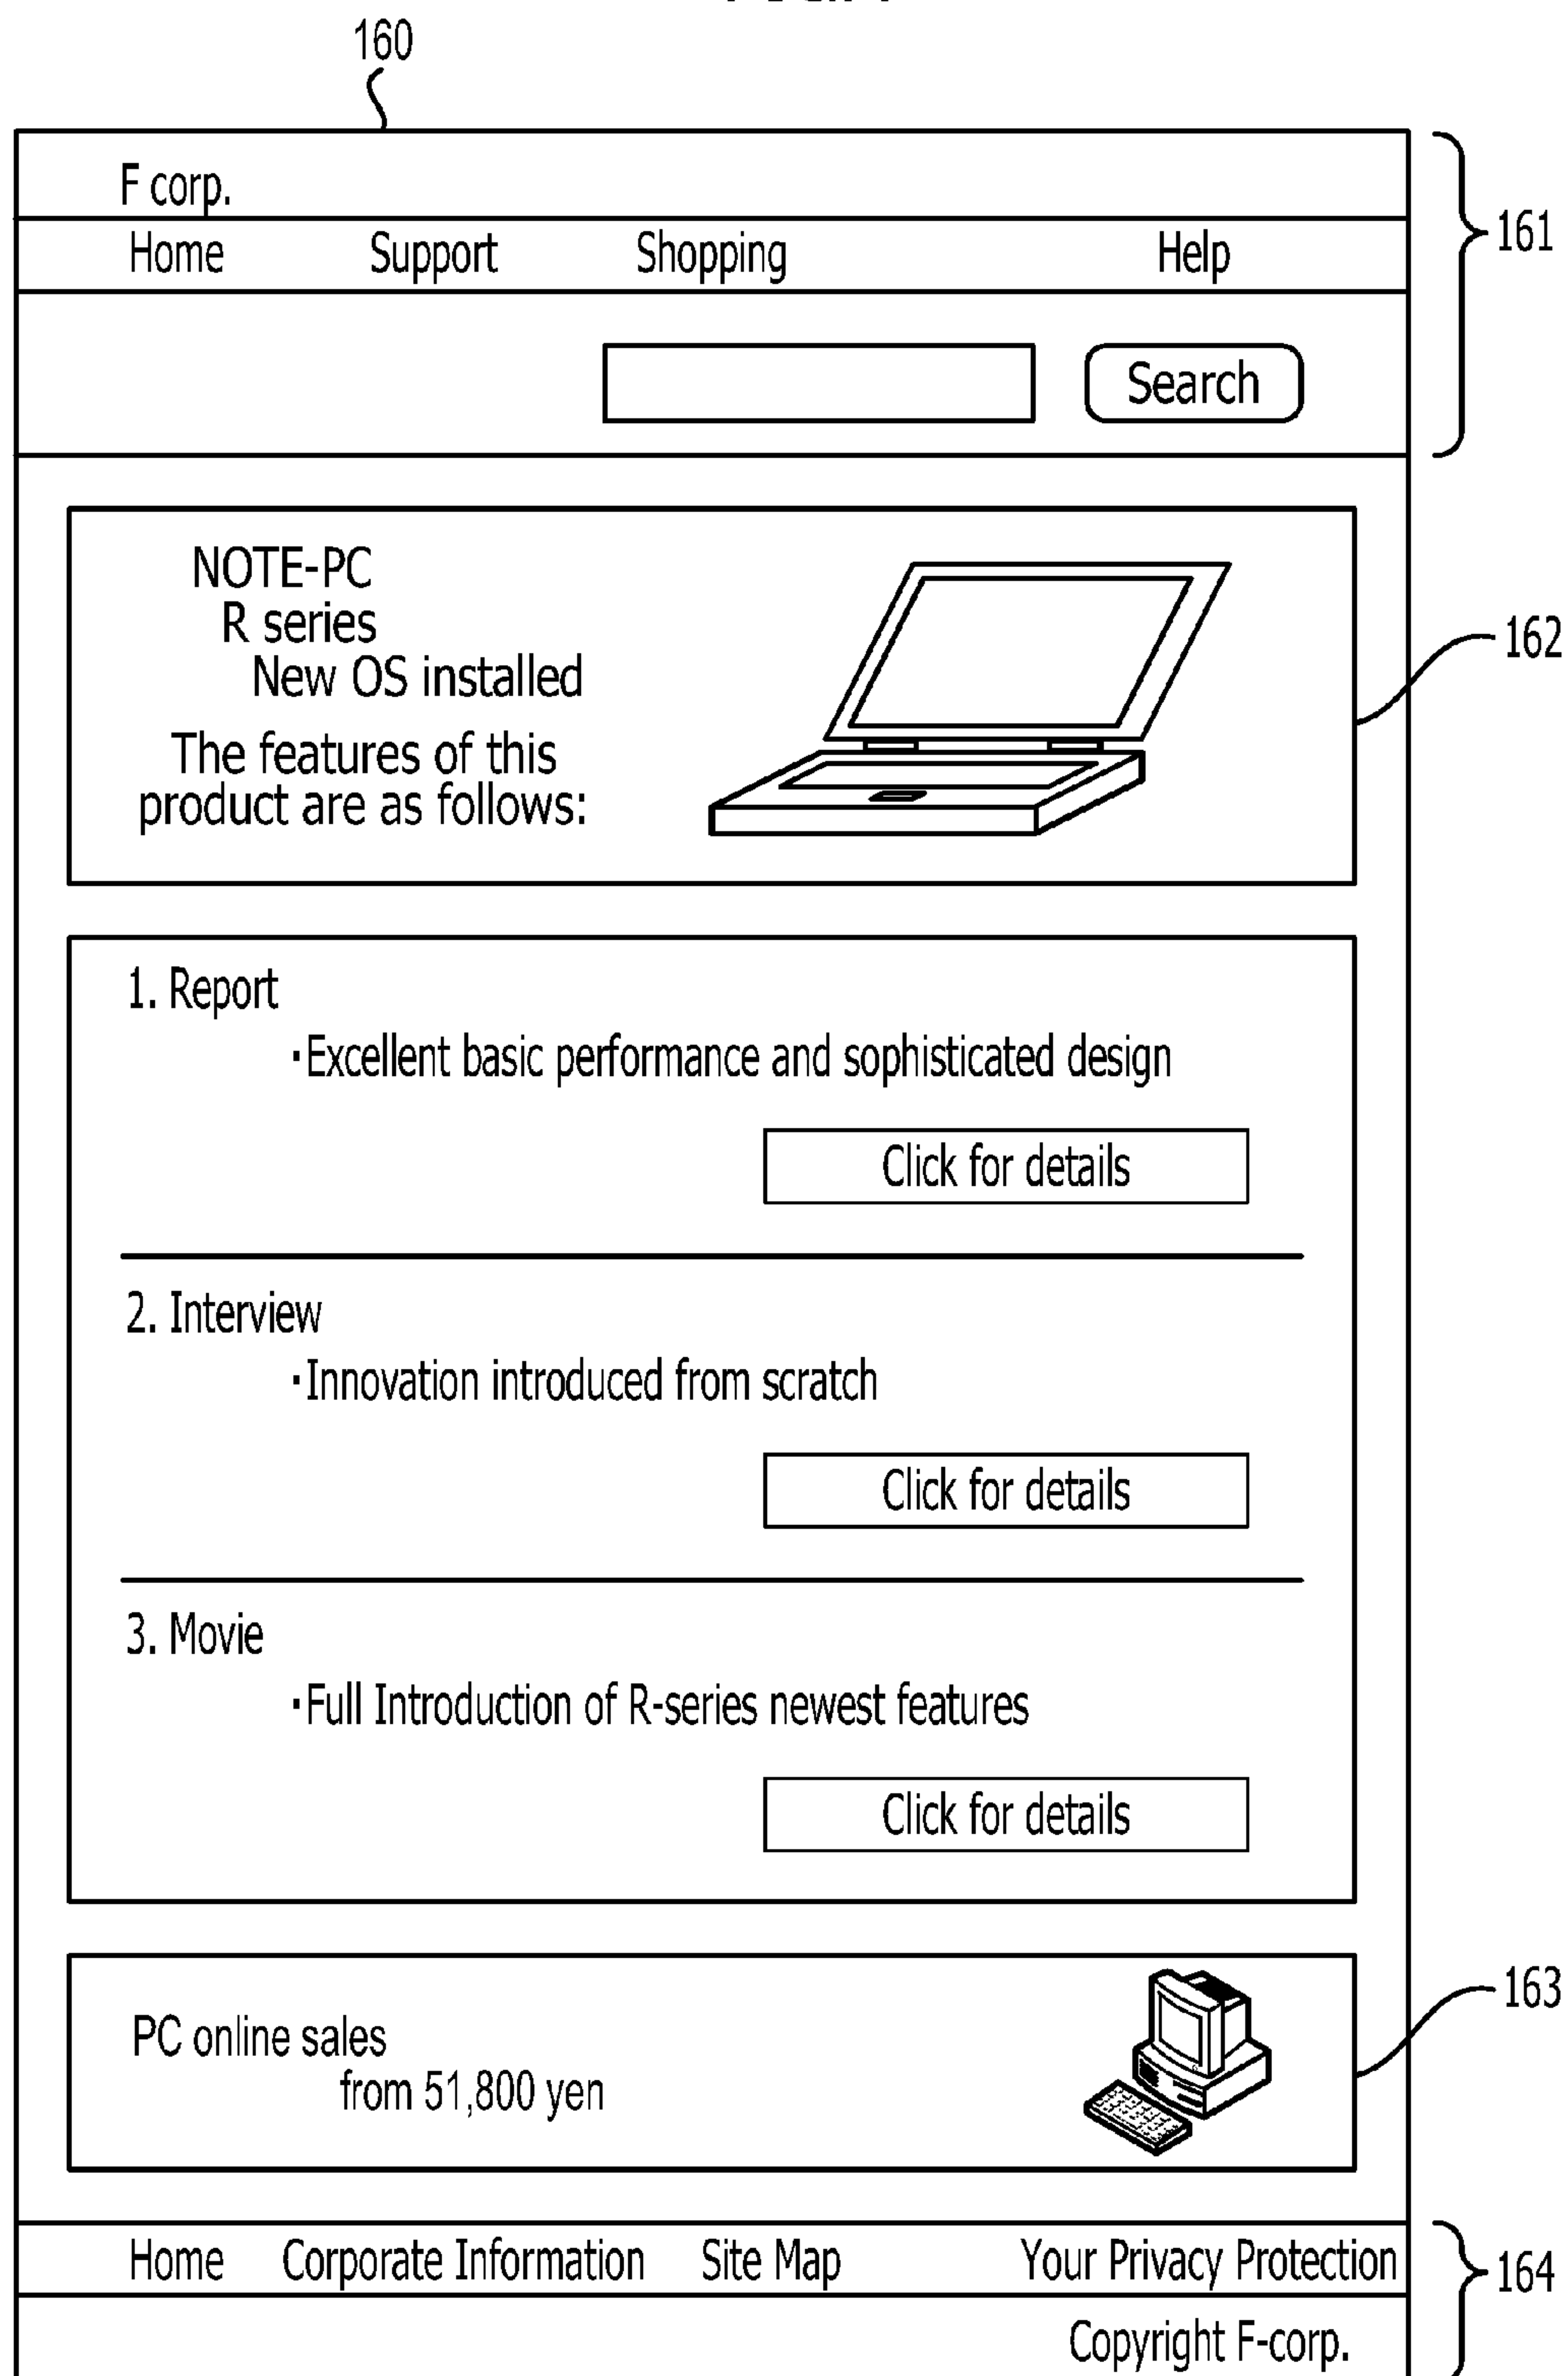 160
F corp.
Home Support Shopping Help
161
Search
NOTE-PC
R series
New OS installed
162
The features of this
product are as follows:
1. Report
·Excellent basic performance and sophisticated design
Click for details
2. Interview
·Innovation introduced from scratch
Click for details
3. Movie
·Full Introduction of R-series newest features
Click for details
163
PC online sales
from 51,800 yen
Home Corporate Information Site Map Your Privacy Protection
164
Copyright F-corp.